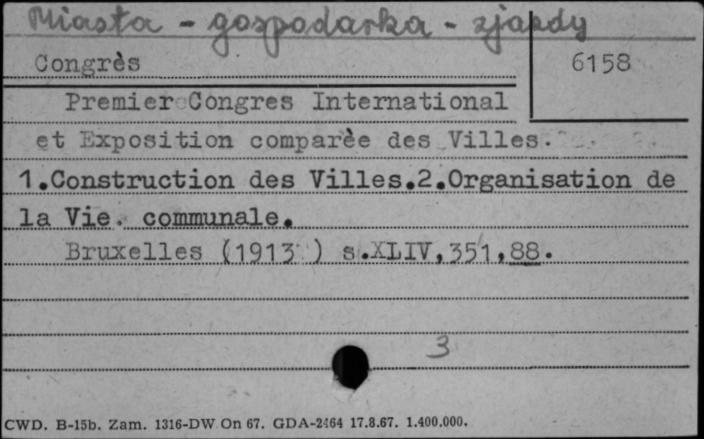 Miasta - gospodarka - zjazdy
Congrès
6158
Premier Congres International
et Exposition comparèe des Villes.
1.Construction des Villes.2.Organisation de
la Vie. communale.
Bruxelles (1913 ) s.XLIV,351,88.
3
CWD. B-15b. Zam. 1316-DW On 67. GDA-2464 17.8.67. 1.400.000.